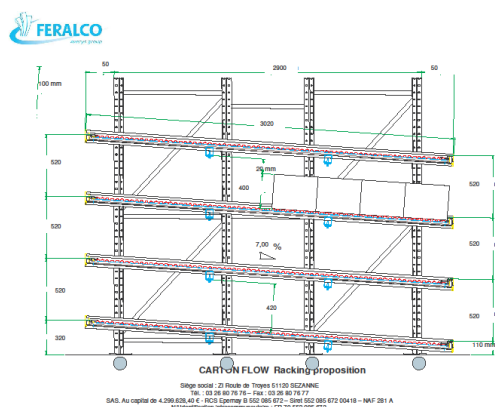 FERALCO
50
2900
50
100 mm
3020
520
20 mm
400
520
520
7,00 %
520
520
520
420
520
320
110 mm
CARTON FLOW Racking proposition
Siège social : ZI Route de Troyes 51120 SEZANNE
Tél. : 03 26 80 76 76 – Fax : 03 26 80 76 77
SAS. Au capital de 4.299.628,40 € - RCS Epernay B 552 085 672 – Siret 552 085 672 00418 – NAF 281 A